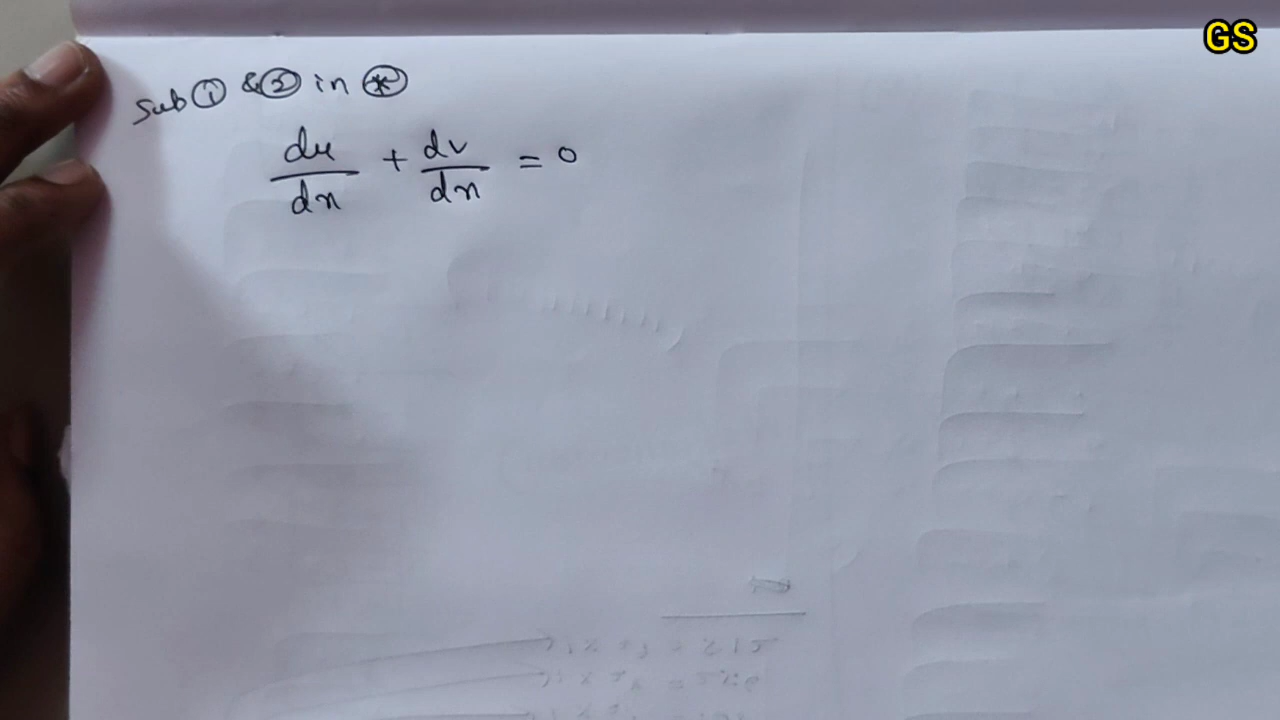 GS
Sub ① & ② in ⊛
du/dx + dv/dx = 0